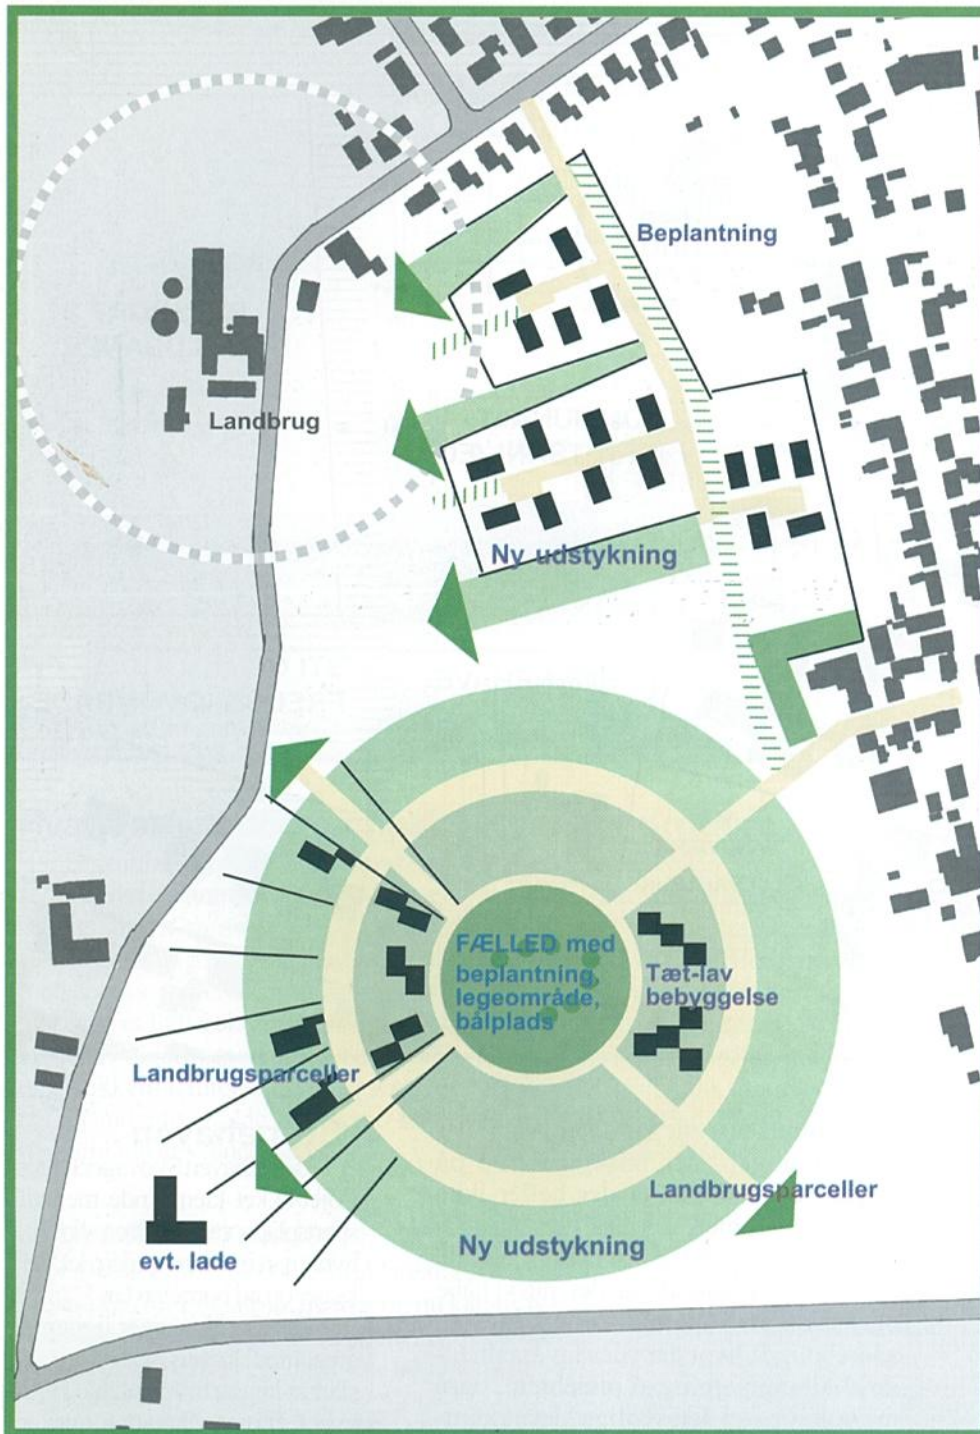 Beplantning
Landbrug
Ny udstykning
FÆLLED med
beplantning,
legeområde,
bålplads
Tæt-lav
bebyggelse
Landbrugsparceller
Landbrugsparceller
Ny udstykning
evt. lade